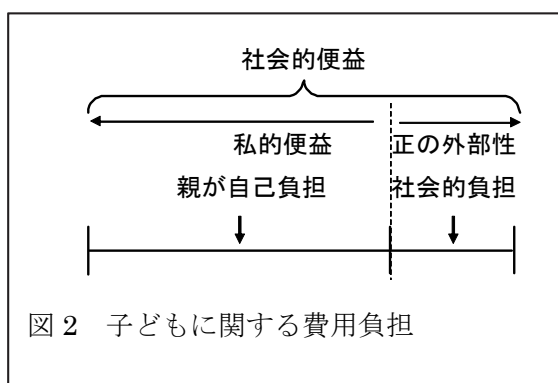 社会的便益
私的便益 正の外部性
親が自己負担 社会的負担
図 2 子どもに関する費用負担